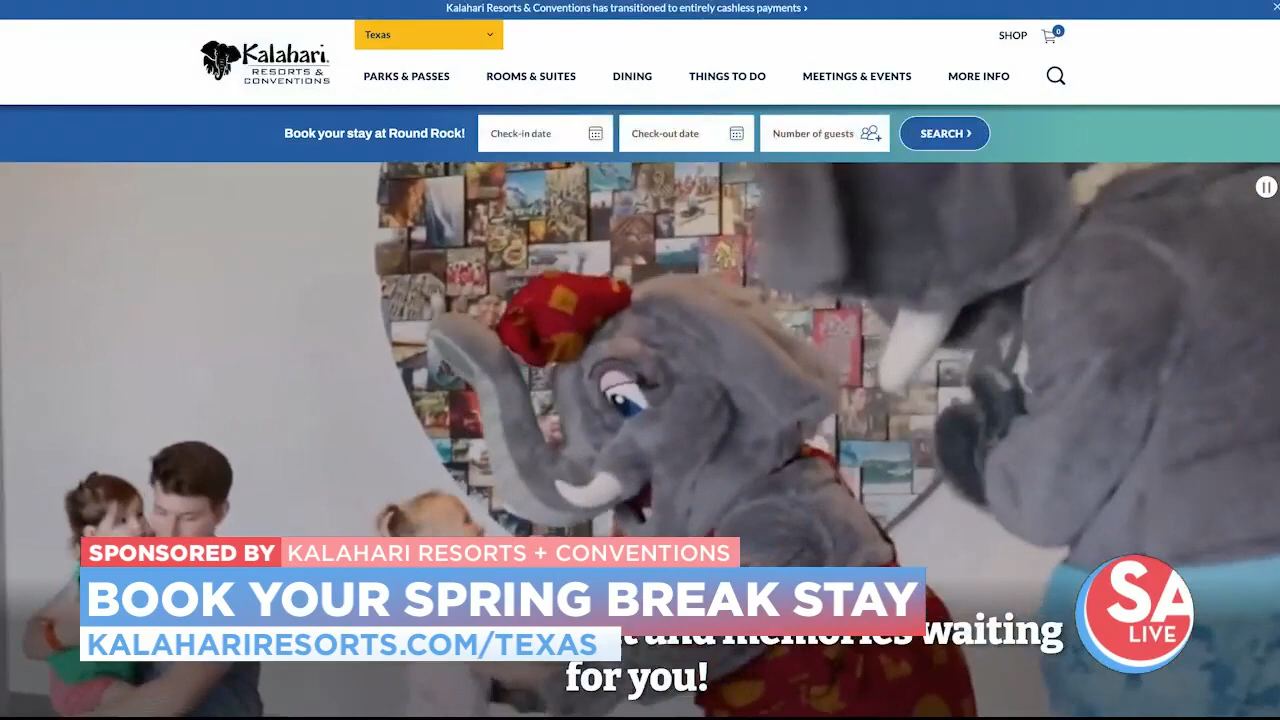 Kalahari Resorts & Conventions has transitioned to entirely cashless payments ›
Texas
SHOP
0
Kalahari
RESORTS &
CONVENTIONS
PARKS & PASSES
ROOMS & SUITES
DINING
THINGS TO DO
MEETINGS & EVENTS
MORE INFO
Book your stay at Round Rock!
Check-in date
Check-out date
Number of guests
SEARCH ›
SPONSORED BY KALAHARI RESORTS + CONVENTIONS
BOOK YOUR SPRING BREAK STAY
KALAHARIRESORTS.COM/TEXAS
and memories waiting
for you!
SA
LIVE